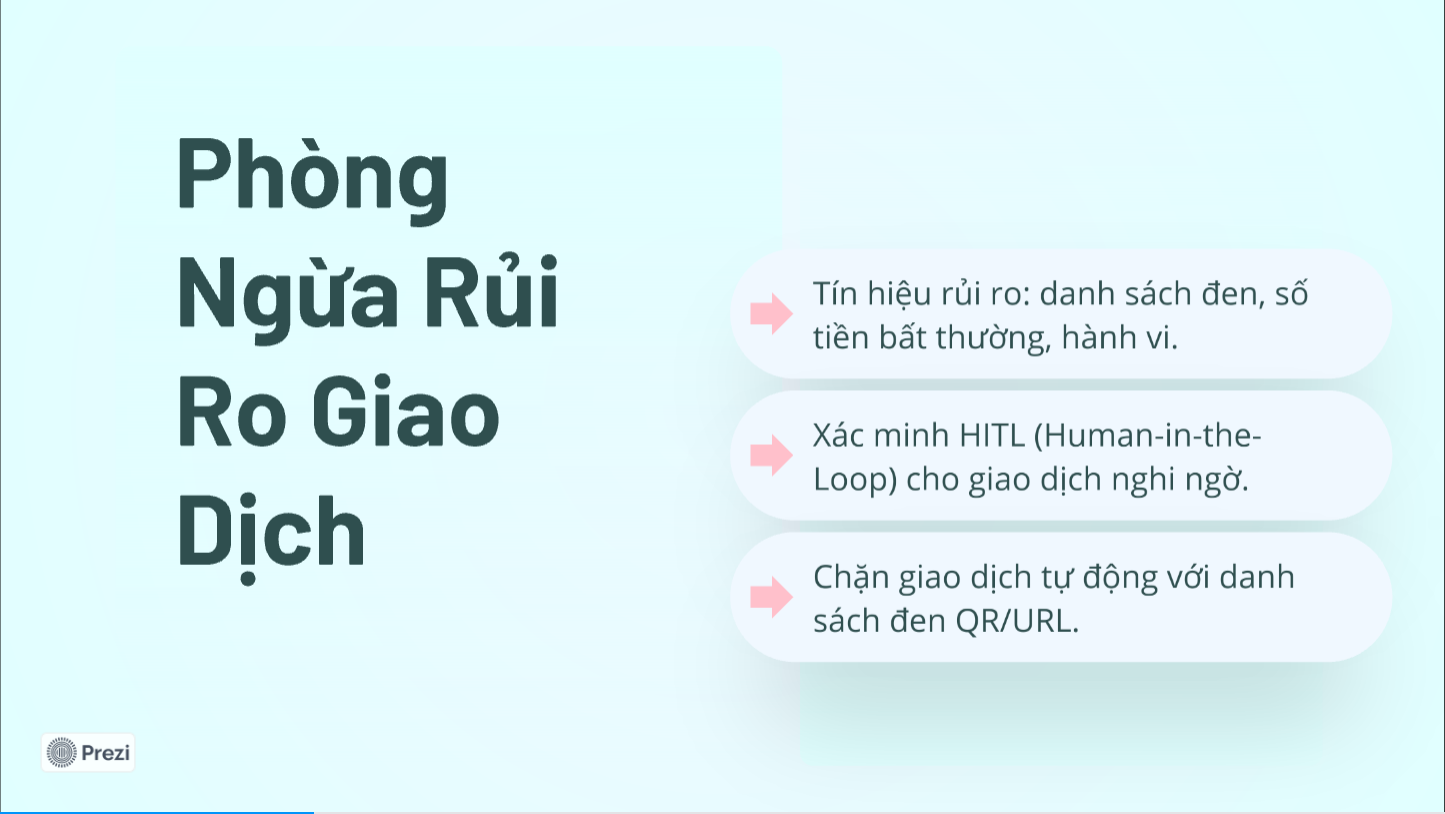 Phòng
Ngừa Rủi
Ro Giao
Dịch
Tín hiệu rủi ro: danh sách đen, số
tiền bất thường, hành vi.
Xác minh HITL (Human-in-the-
Loop) cho giao dịch nghi ngờ.
Chặn giao dịch tự động với danh
sách đen QR/URL.
Prezi